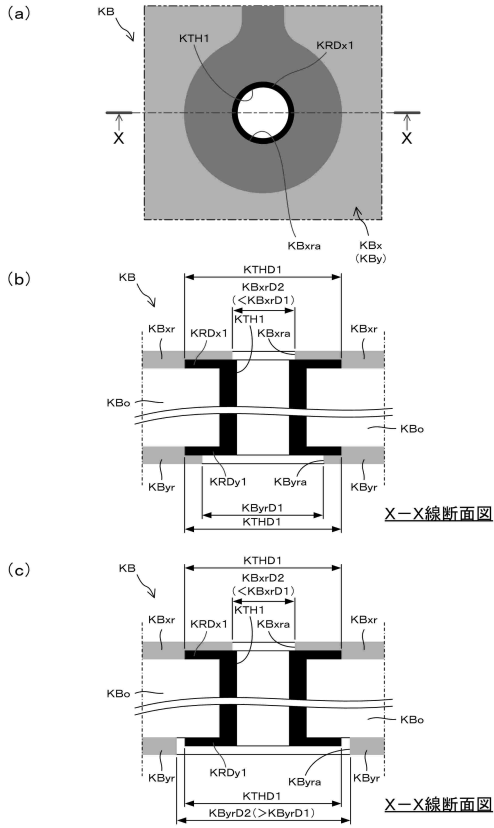 (a)
KB
KTH1
KRDx1
X
X
KBxra
KBx
(KBy)
(b)
KTHD1
KB
KBxrD2
(<KBxrD1)
KTH1
KBxr
KRDx1
KBxra
KBxr
KBo
KBo
KByr
KRDy1
KByra
KByr
KByrD1
KTHD1
X－X線断面図
(c)
KTHD1
KB
KBxrD2
(<KBxrD1)
KTH1
KBxr
KRDx1
KBxra
KBxr
KBo
KBo
KByr
KRDy1
KByra
KByr
KTHD1
KByrD2(>KByrD1)
X－X線断面図